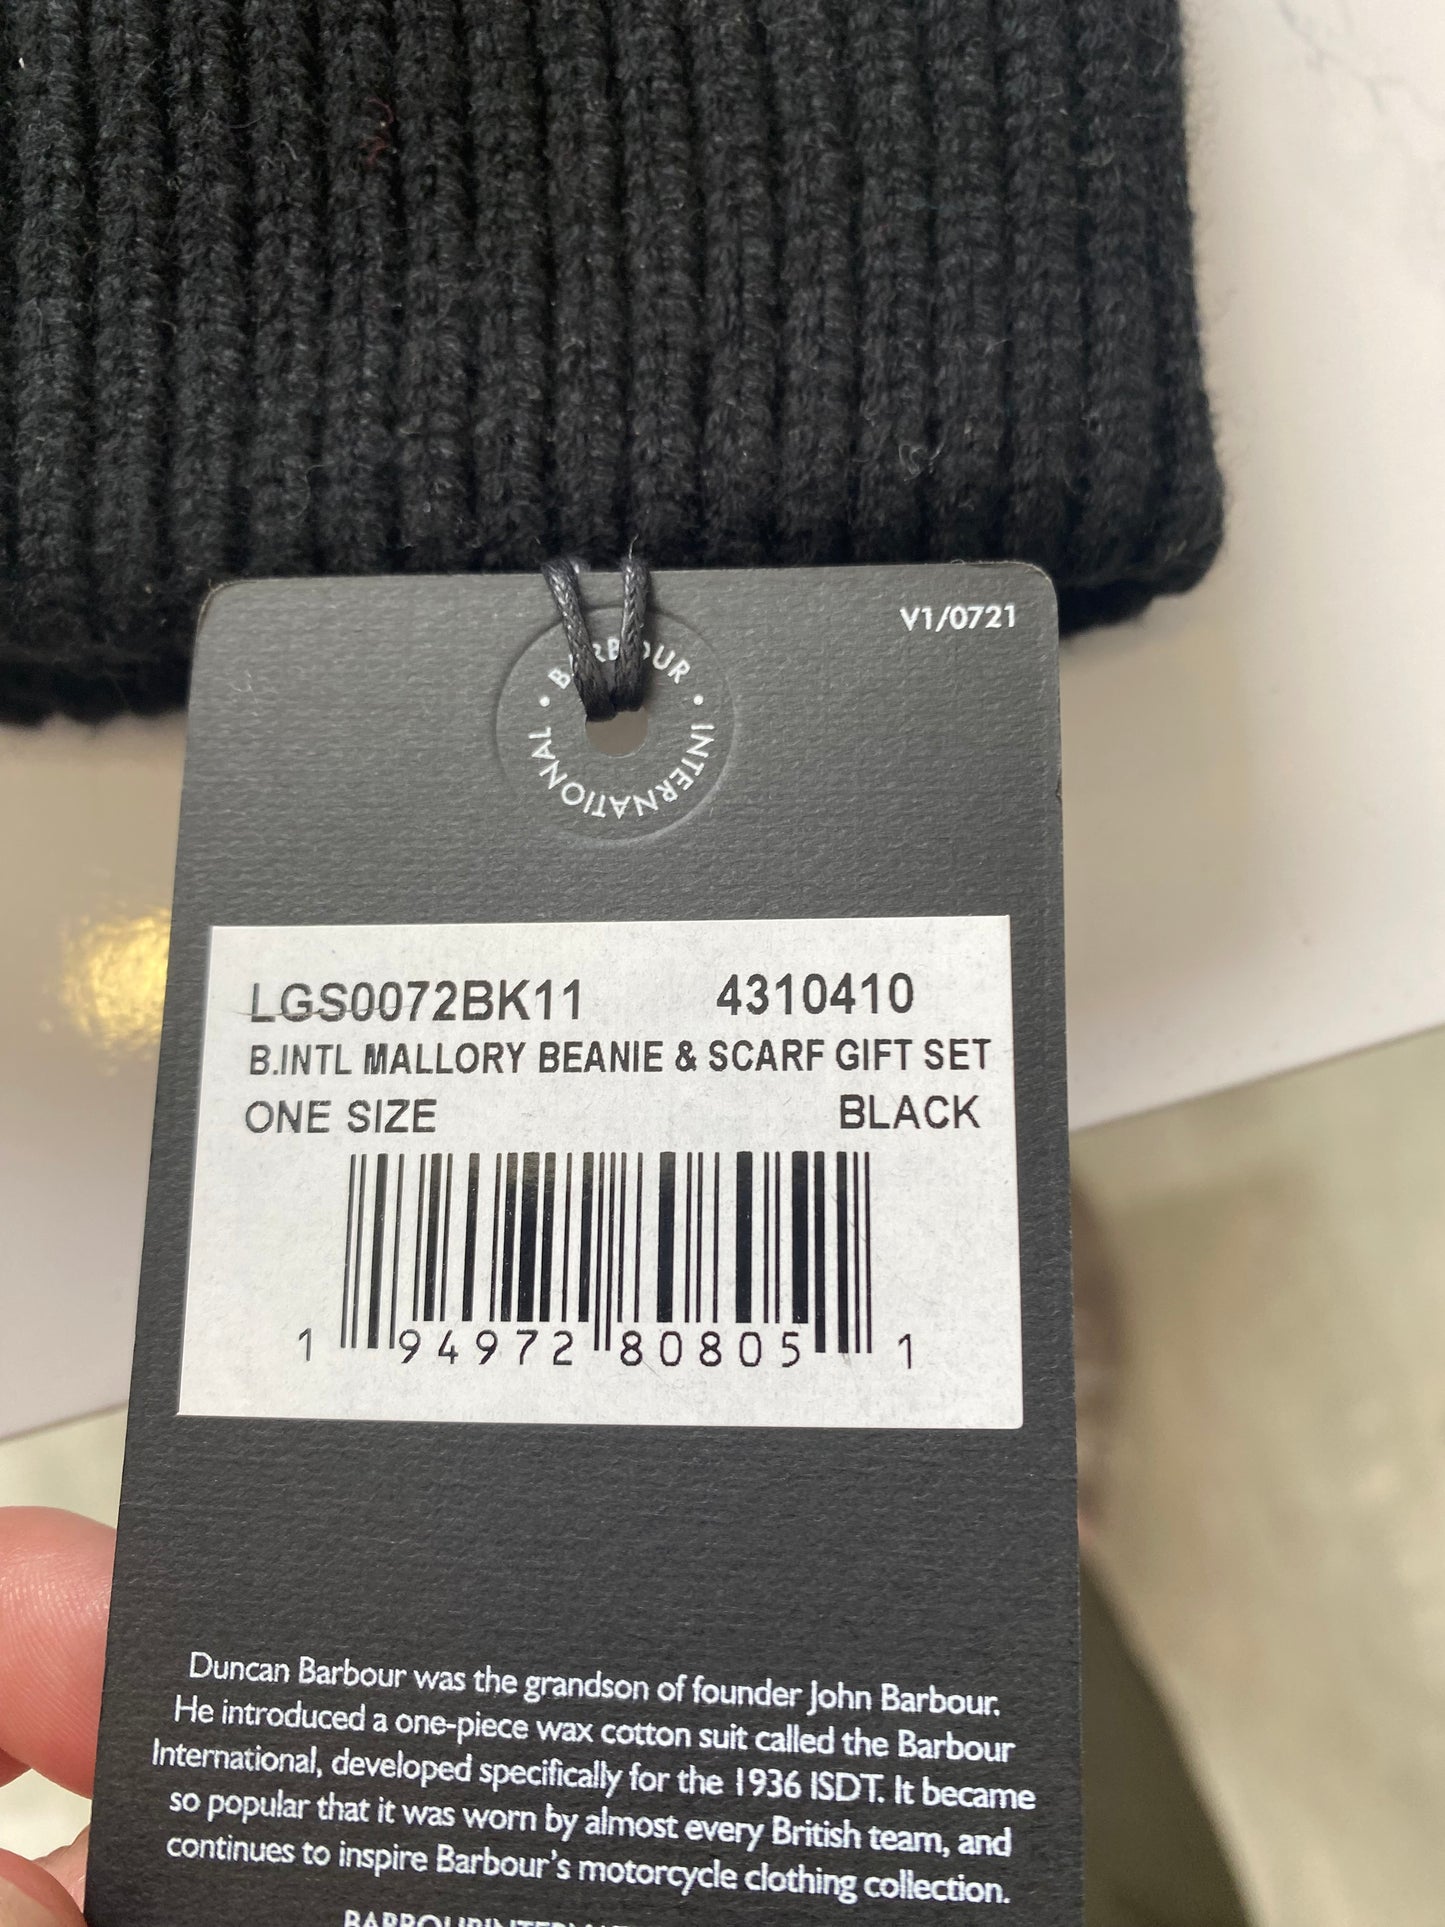 V1/0721
BARBOUR • INTERNATIONAL •
LGS0072BK11 4310410
B.INTL MALLORY BEANIE & SCARF GIFT SET
ONE SIZE BLACK
1 94972 80805 1
Duncan Barbour was the grandson of founder John Barbour.
He introduced a one-piece wax cotton suit called the Barbour
International, developed specifically for the 1936 ISDT. It became
so popular that it was worn by almost every British team, and
continues to inspire Barbour's motorcycle clothing collection.